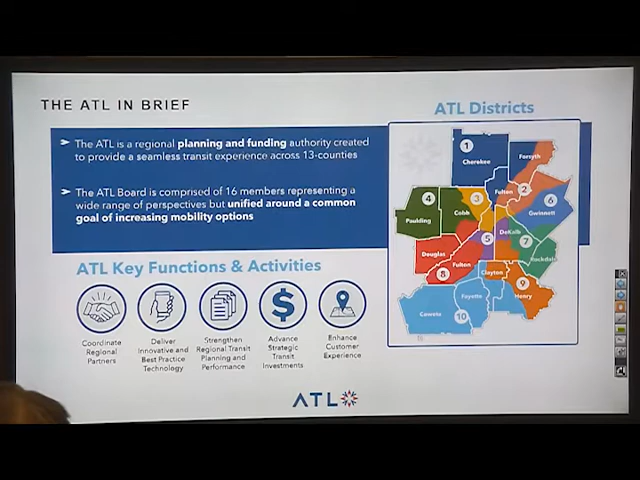 THE ATL IN BRIEF
ATL Districts
➤ The ATL is a regional planning and funding authority created
to provide a seamless transit experience across 13-counties
➤ The ATL Board is comprised of 16 members representing a
wide range of perspectives but unified around a common
goal of increasing mobility options
1
Cherokee
Forsyth
Fulton
2
3
4
Cobb
Paulding
6
Gwinnett
5
DeKalb
7
Rockdale
Douglas
Fulton
8
Clayton
9
Henry
Fayette
Coweta
10
ATL Key Functions & Activities
$
Coordinate
Regional
Partners
Deliver
Innovative and
Best Practice
Technology
Strengthen
Regional Transit
Planning and
Performance
Advance
Strategic
Transit
Investments
Enhance
Customer
Experience
ATL